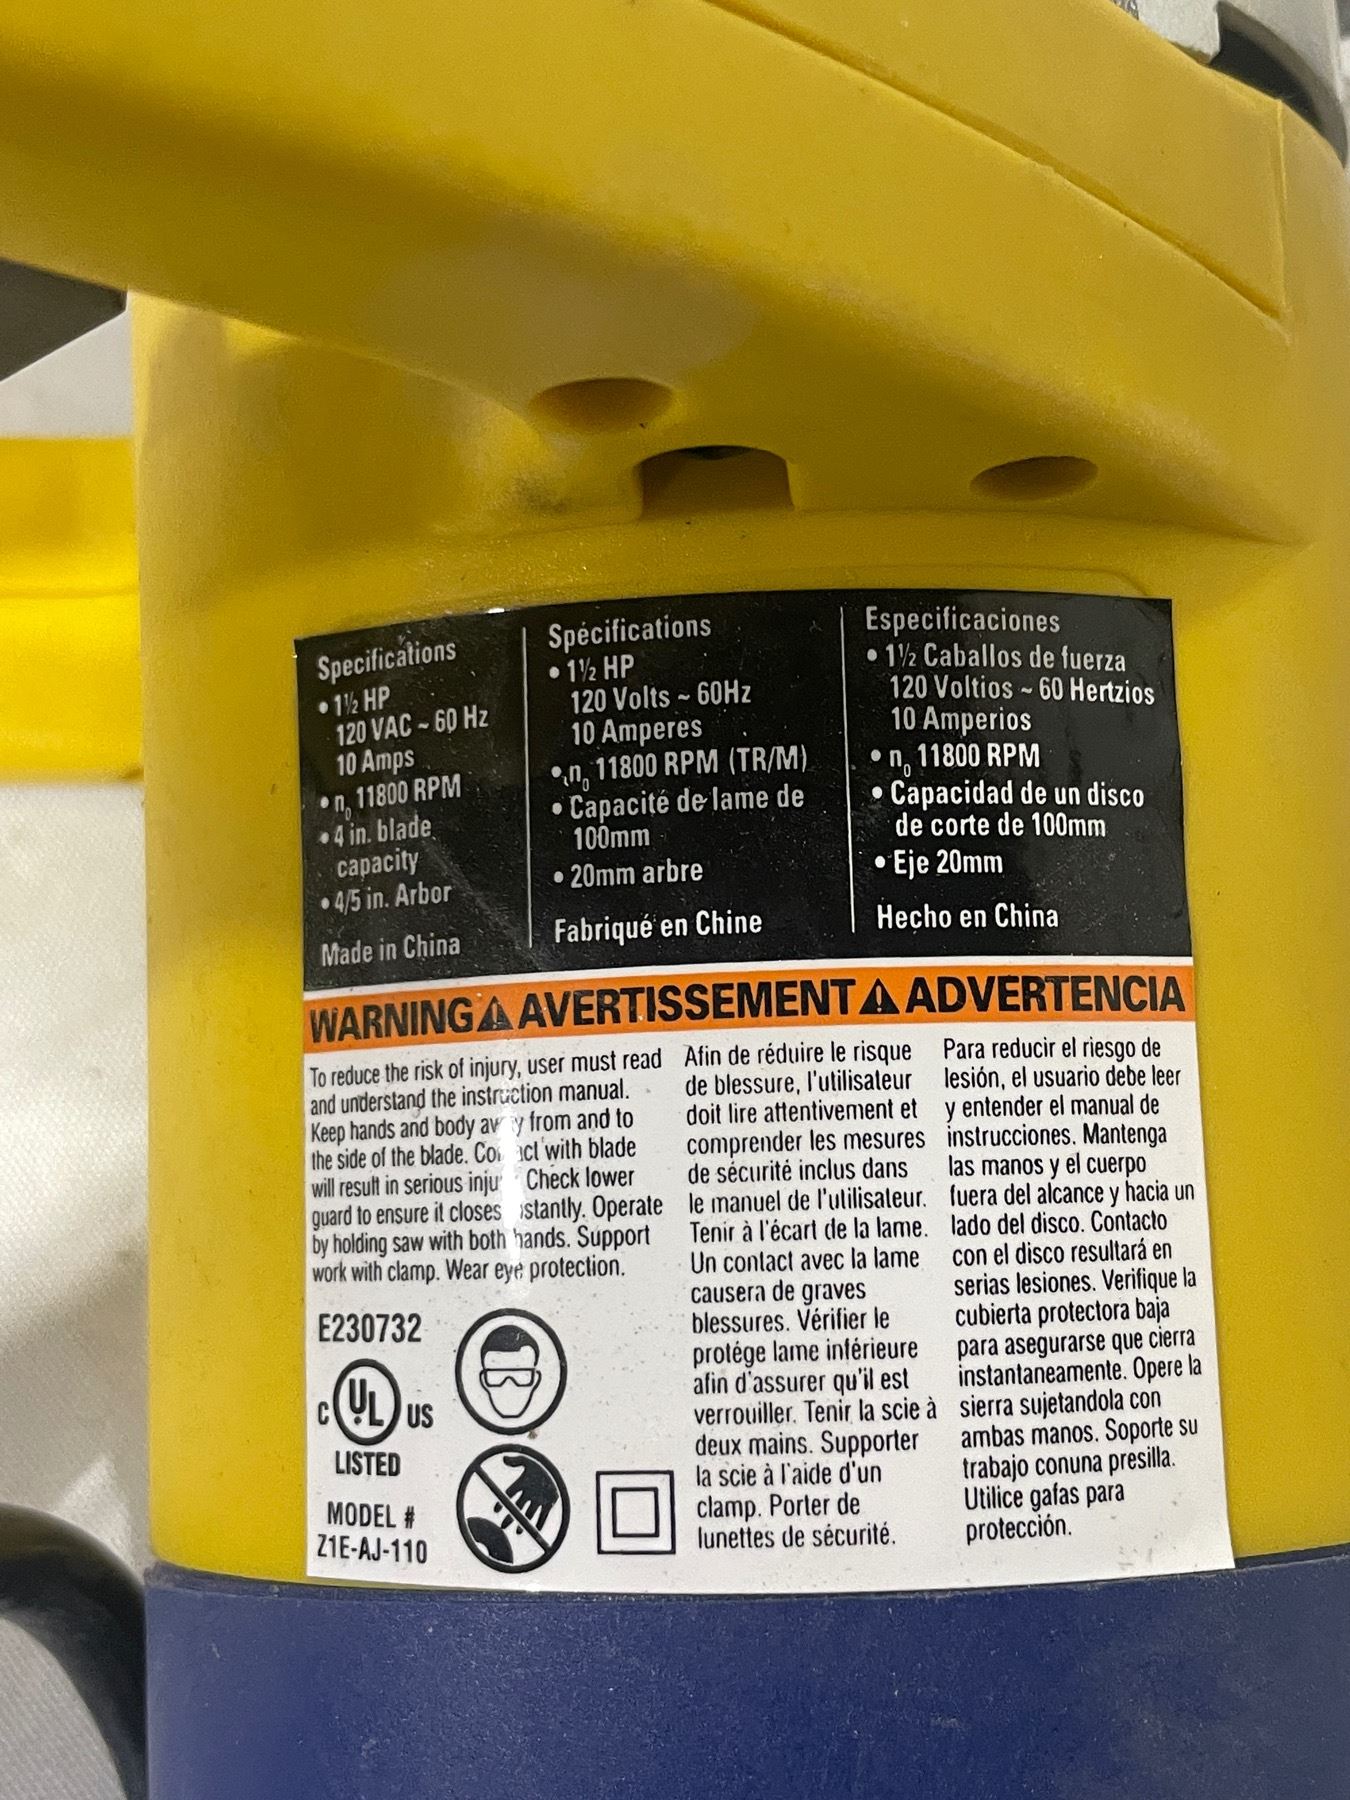 Specifications
• 1½ HP
120 VAC ~ 60 Hz
10 Amps
• n₀ 11800 RPM
• 4 in. blade
capacity
• 4/5 in. Arbor
Made in China
Spécifications
• 1½ HP
120 Volts ~ 60Hz
10 Amperes
• n₀ 11800 RPM (TR/M)
• Capacité de lame de
100mm
• 20mm arbre
Fabriqué en Chine
Especificaciones
• 1½ Caballos de fuerza
120 Voltios ~ 60 Hertzios
10 Amperios
• n₀ 11800 RPM
• Capacidad de un disco
de corte de 100mm
• Eje 20mm
Hecho en China
WARNING ⚠ AVERTISSEMENT ⚠ ADVERTENCIA
To reduce the risk of injury, user must read
and understand the instruction manual.
Keep hands and body away from and to
the side of the blade. Contact with blade
will result in serious injury. Check lower
guard to ensure it closes instantly. Operate
by holding saw with both hands. Support
work with clamp. Wear eye protection.
E230732
C UL US
LISTED
MODEL #
Z1E-AJ-110
Afin de réduire le risque
de blessure, l'utilisateur
doit lire attentivement et
comprender les mesures
de sécurité inclus dans
le manuel de l'ulilisateur.
Tenir à l'écart de la lame.
Un contact avec la lame
causera de graves
blessures. Vérifier le
protége lame intérieure
afin d'assurer qu'il est
verrouiller. Tenir la scie à
deux mains. Supporter
la scie à l'aide d'un
clamp. Porter de
lunettes de sécurité.
Para reducir el riesgo de
lesión, el usuario debe leer
y entender el manual de
instrucciones. Mantenga
las manos y el cuerpo
fuera del alcance y hacia un
lado del disco. Contacto
con el disco resultará en
serias lesiones. Verifique la
cubierta protectora baja
para asegurarse que cierra
instantaneamente. Opere la
sierra sujetandola con
ambas manos. Soporte su
trabajo conuna presilla.
Utilice gafas para
protección.